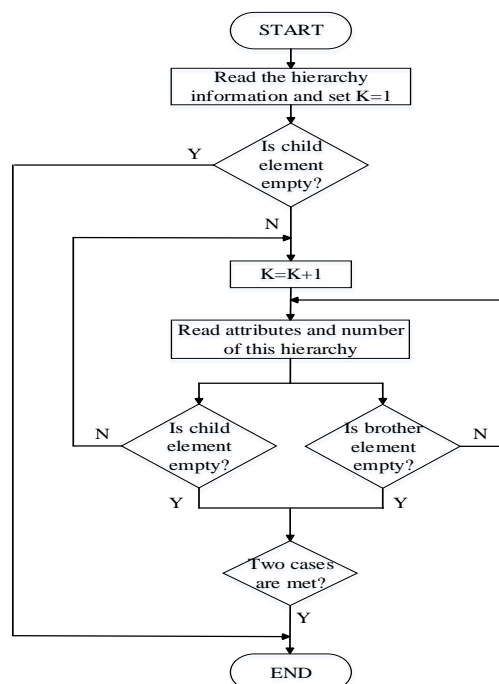 START
Read the hierarchy
information and set K=1
Y
Is child
element
empty?
N
K=K+1
Read attributes and number
of this hierarchy
N
Is child
element
empty?
Is brother
element
empty?
N
Y
Y
Two cases
are met?
Y
END